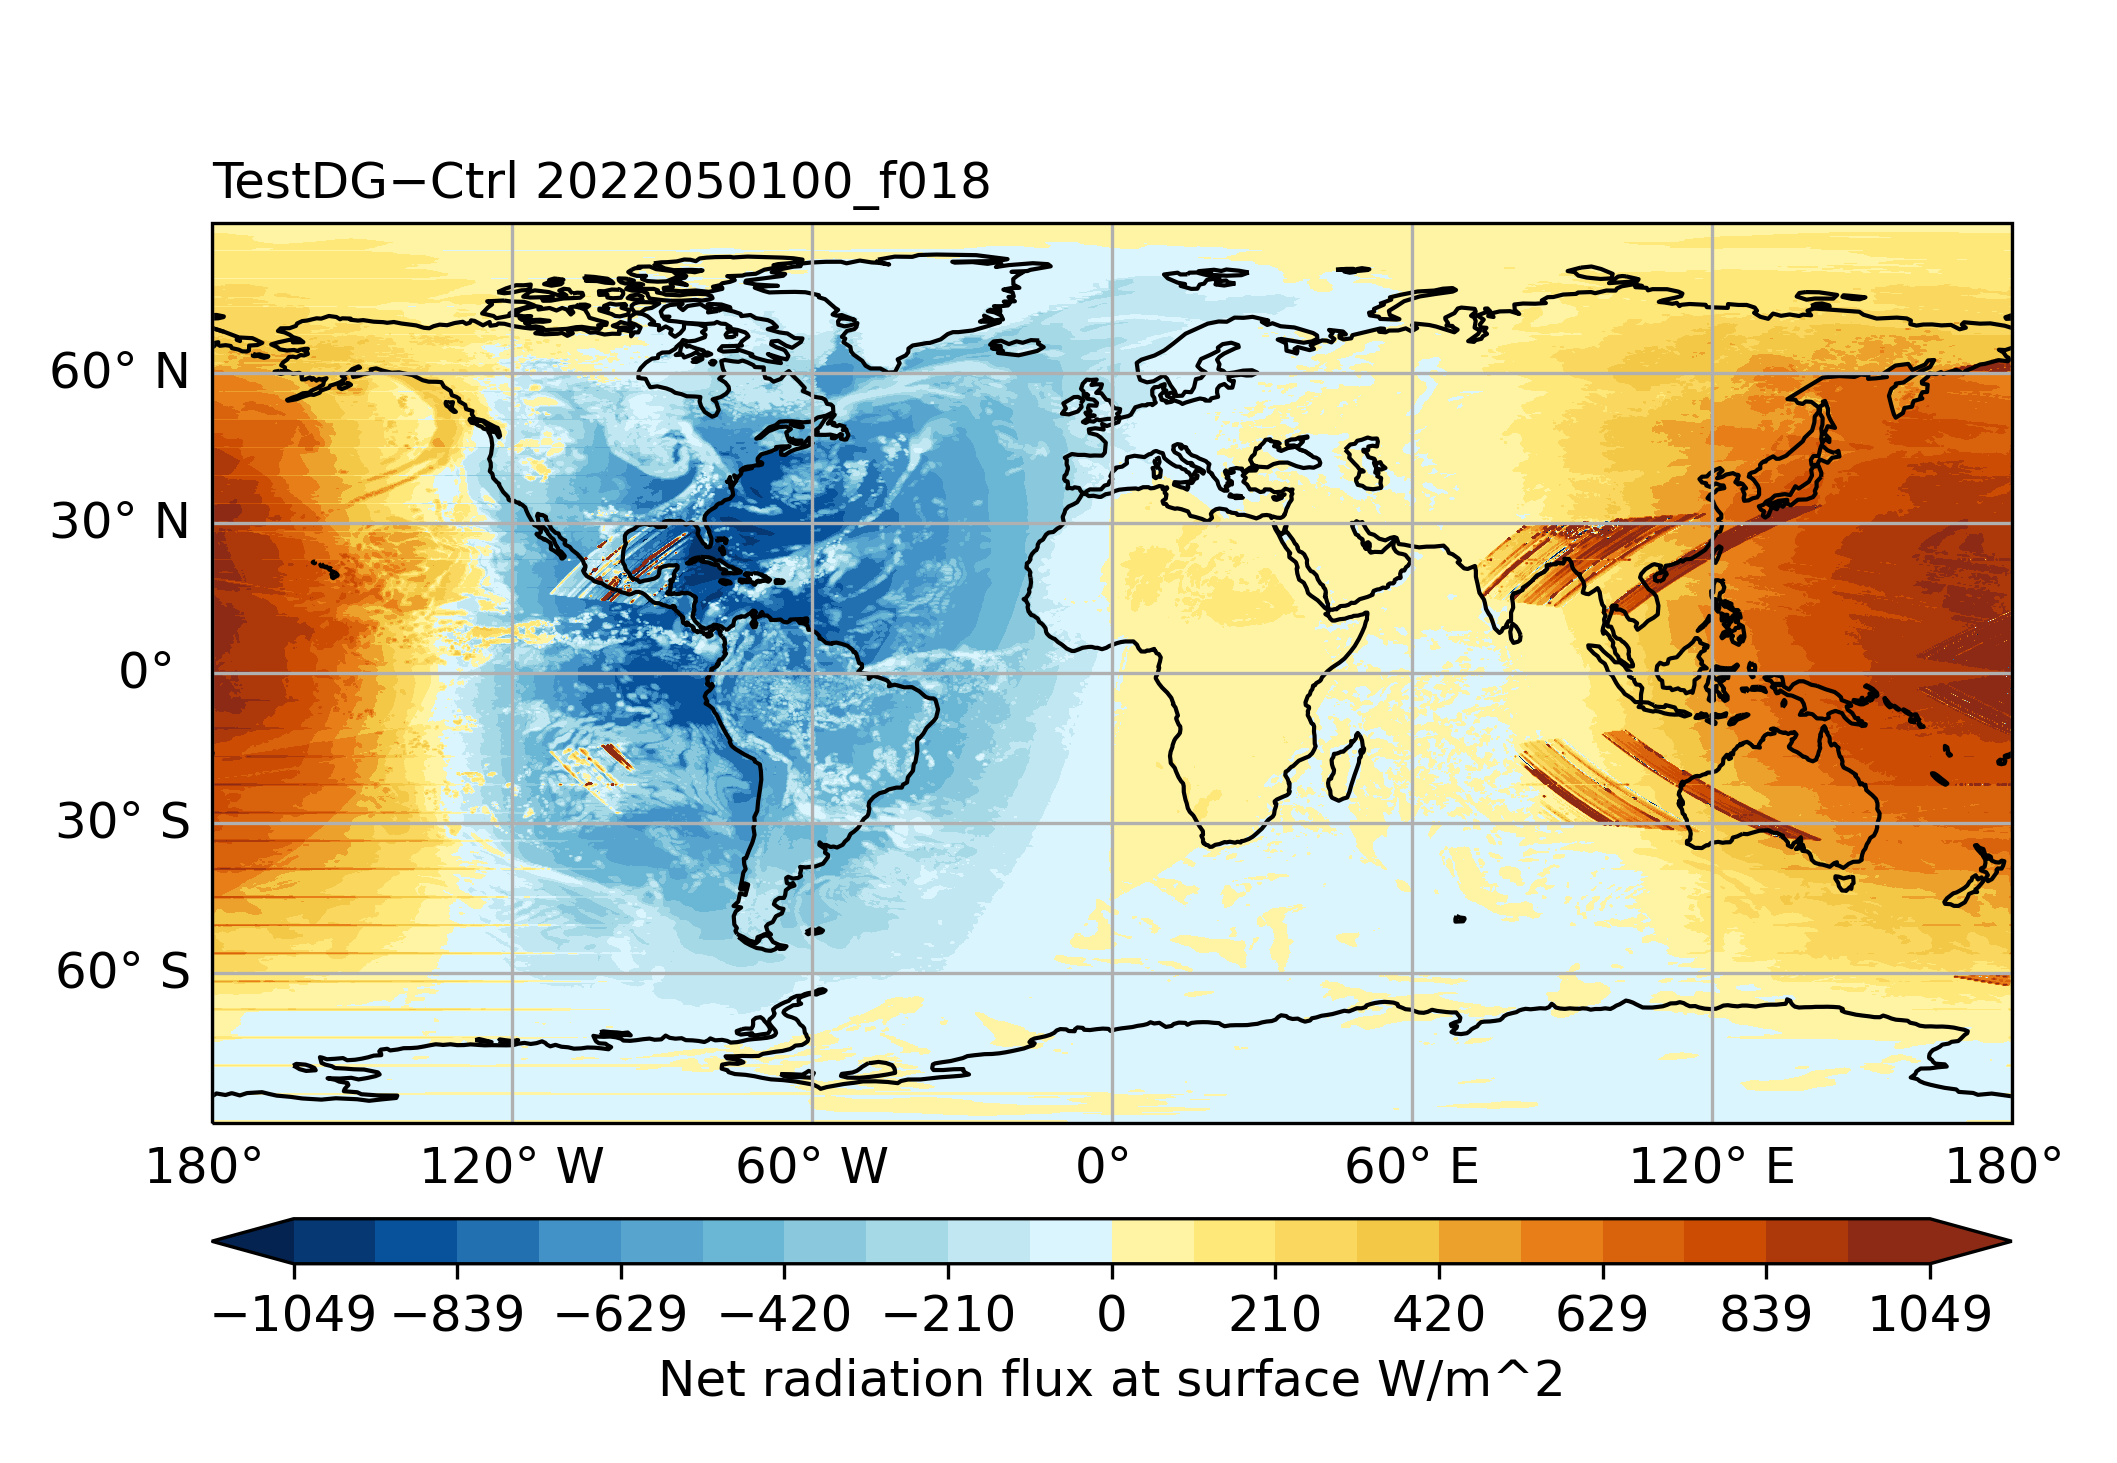 TestDG−Ctrl 2022050100_f018
60° N
30° N
0°
30° S
60° S
180° 120° W 60° W 0° 60° E 120° E 180°
−1049 −839 −629 −420 −210 0 210 420 629 839 1049
Net radiation flux at surface W/m^2